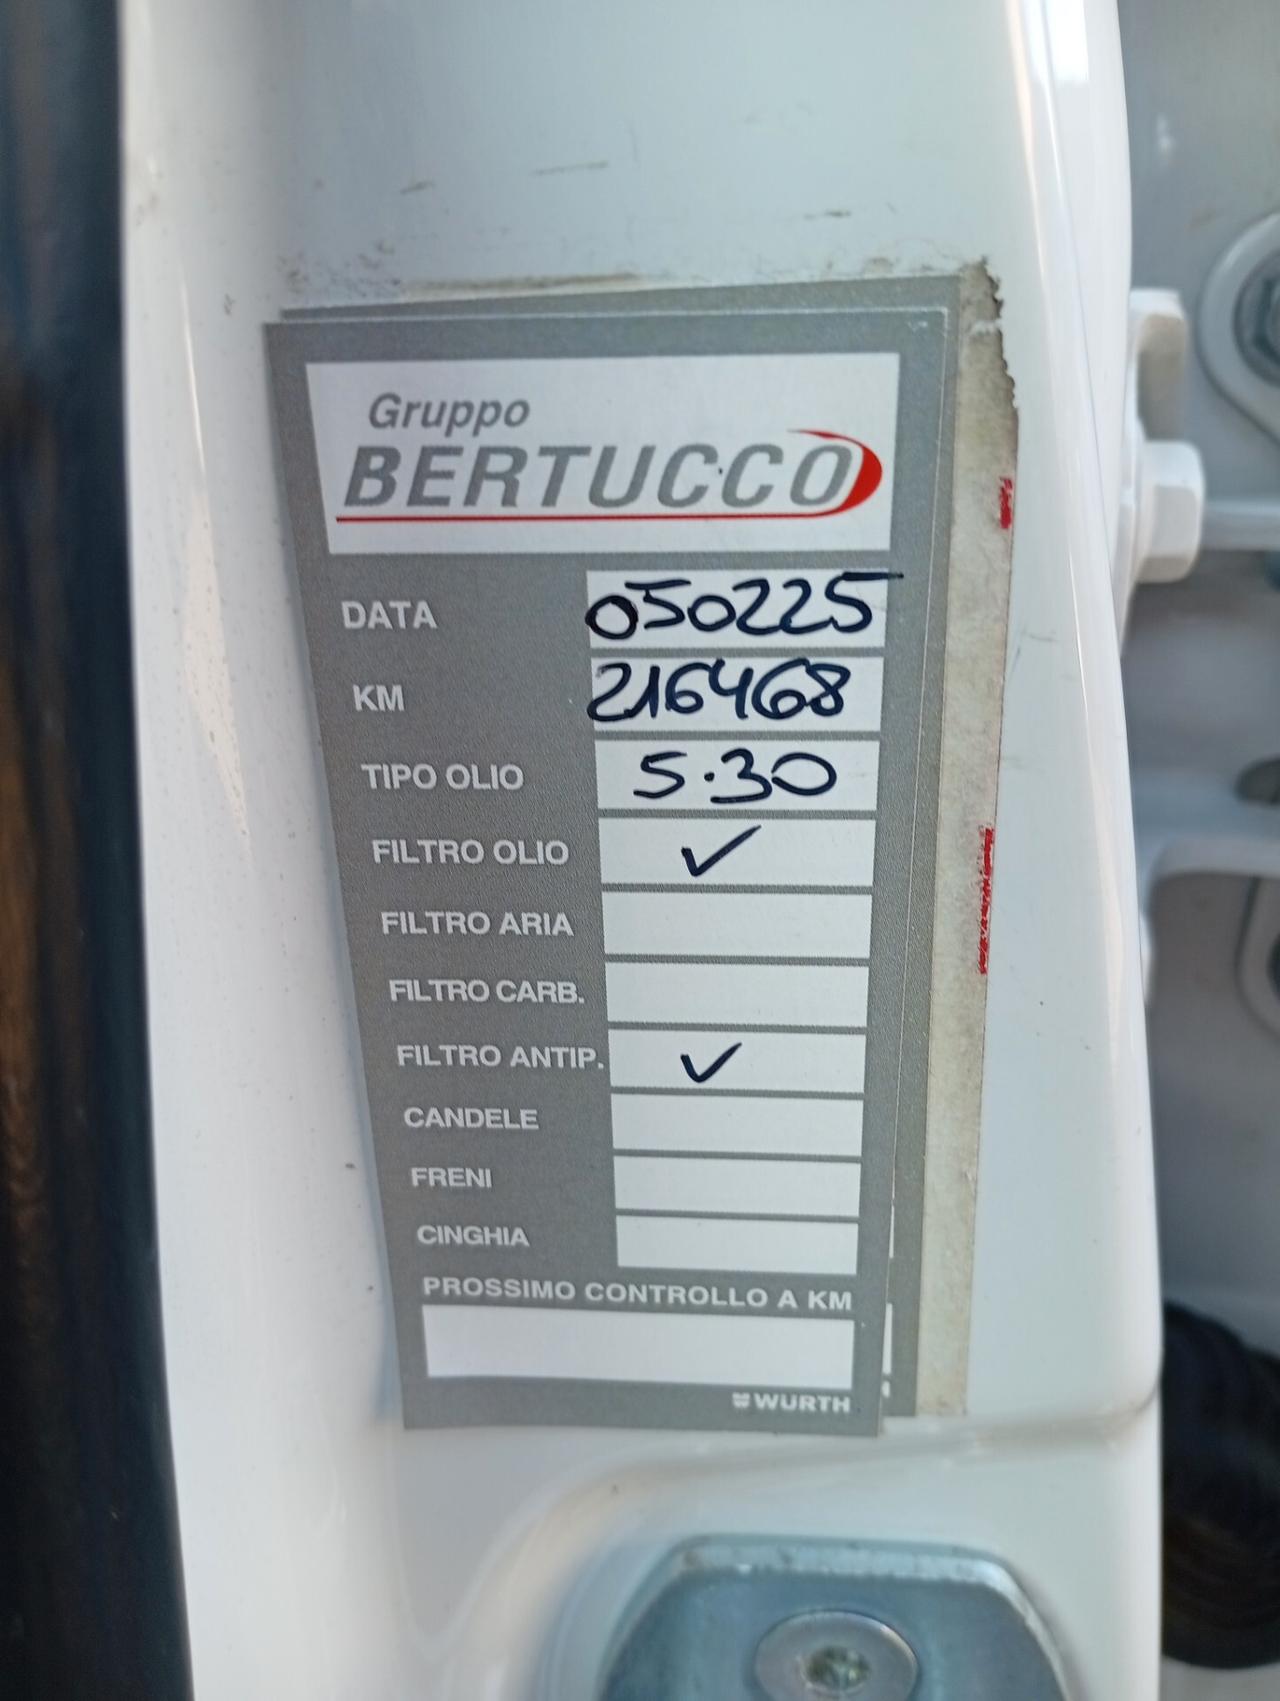 Gruppo
BERTUCCO
DATA 050225
KM 216468
TIPO OLIO 5.30
FILTRO OLIO ✓
FILTRO ARIA
FILTRO CARB.
FILTRO ANTIP. ✓
CANDELE
FRENI
CINGHIA
PROSSIMO CONTROLLO A KM
WURTH